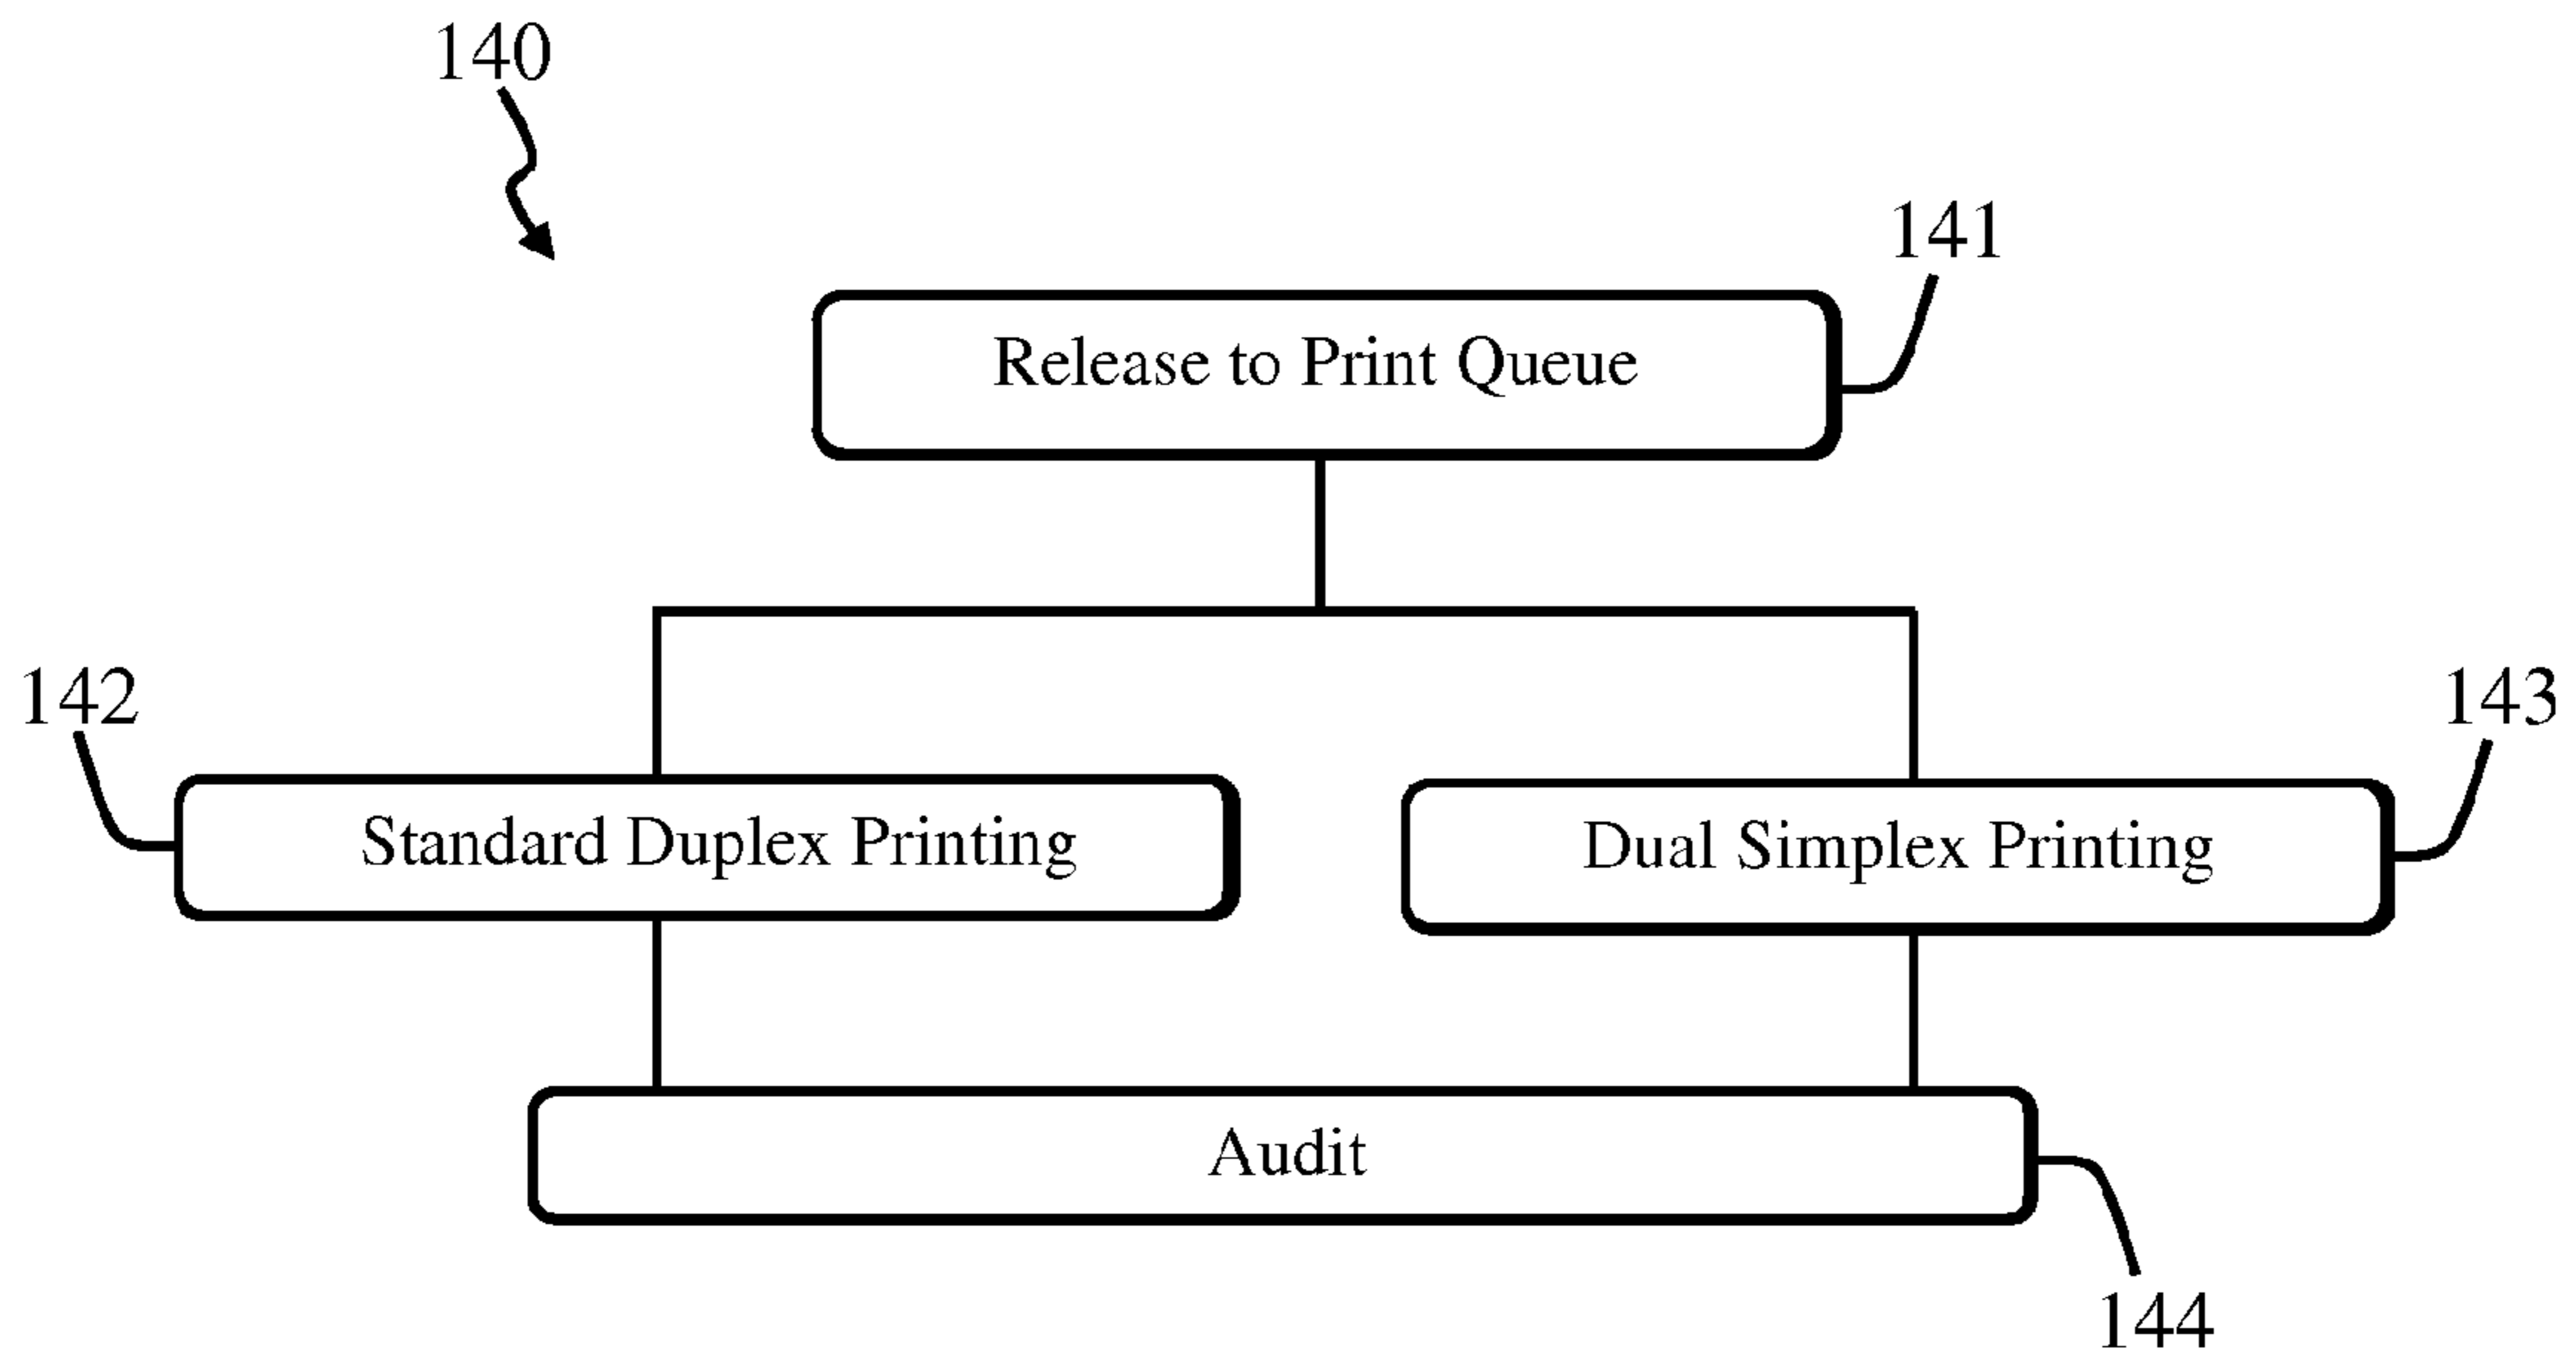 140
141
Release to Print Queue
142
143
Standard Duplex Printing
Dual Simplex Printing
Audit
144